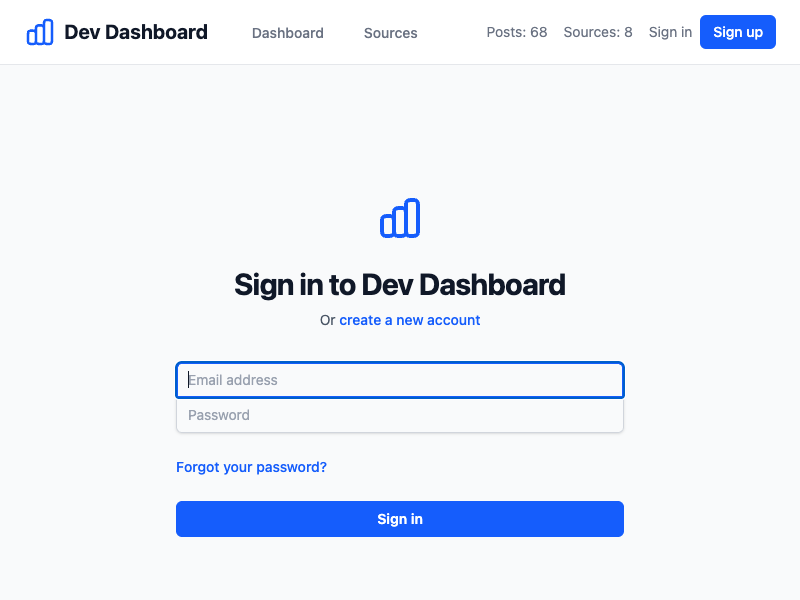 Dev Dashboard Dashboard Sources Posts: 68 Sources: 8 Sign in Sign up
Sign in to Dev Dashboard
Or create a new account
Email address
Password
Forgot your password?
Sign in